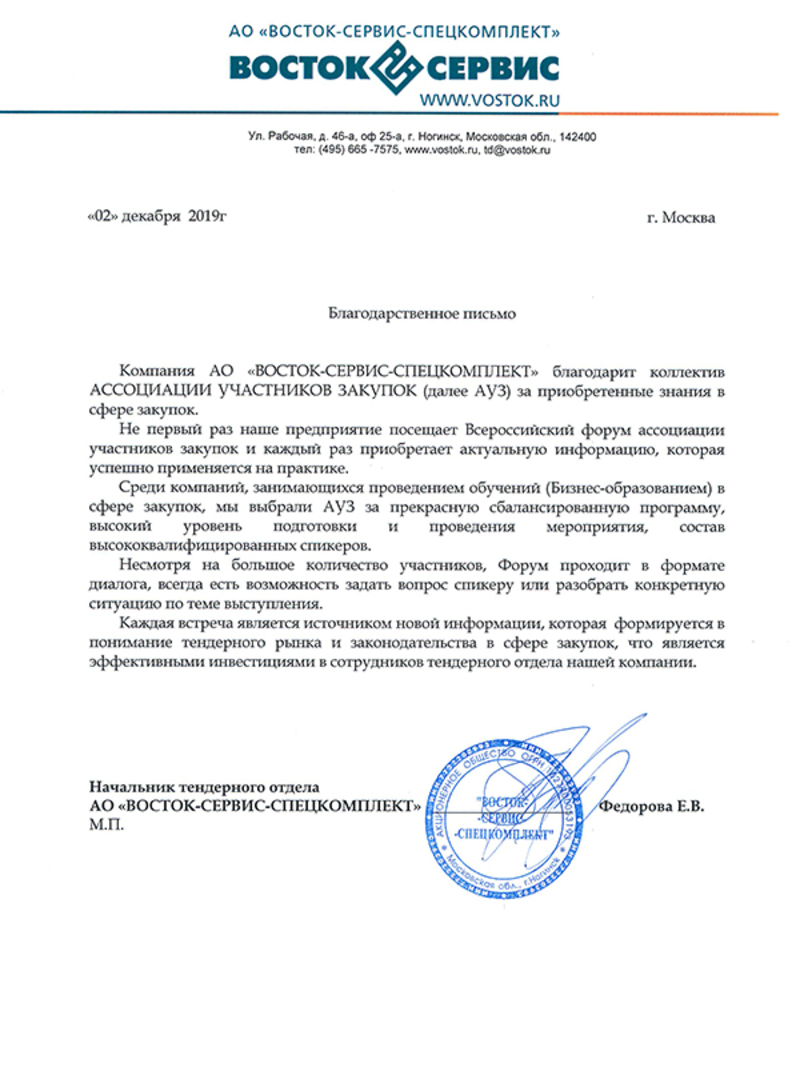 АО «ВОСТОК-СЕРВИС-СПЕЦКОМПЛЕКТ»
ВОСТОК СЕРВИС
WWW.VOSTOK.RU
Ул. Рабочая, д. 46-а, оф 25-а, г. Ногинск, Московская обл., 142400
тел: (495) 665 -7575, www.vostok.ru, td@vostok.ru
«02» декабря 2019г г. Москва
Благодарственное письмо
Компания АО «ВОСТОК-СЕРВИС-СПЕЦКОМПЛЕКТ» благодарит коллектив
АССОЦИАЦИИ УЧАСТНИКОВ ЗАКУПОК (далее АУЗ) за приобретенные знания в
сфере закупок.
Не первый раз наше предприятие посещает Всероссийский форум ассоциации
участников закупок и каждый раз приобретает актуальную информацию, которая
успешно применяется на практике.
Среди компаний, занимающихся проведением обучений (Бизнес-образованием) в
сфере закупок, мы выбрали АУЗ за прекрасную сбалансированную программу,
высокий уровень подготовки и проведения мероприятия, состав
высококвалифицированных спикеров.
Несмотря на большое количество участников, Форум проходит в формате
диалога, всегда есть возможность задать вопрос спикеру или разобрать конкретную
ситуацию по теме выступления.
Каждая встреча является источником новой информации, которая формируется в
понимание тендерного рынка и законодательства в сфере закупок, что является
эффективными инвестициями в сотрудников тендерного отдела нашей компании.
Начальник тендерного отдела
АО «ВОСТОК-СЕРВИС-СПЕЦКОМПЛЕКТ» Федорова Е.В.
М.П.
АКЦИОНЕРНОЕ ОБЩЕСТВО ОГРН
"ВОСТОК-
-СЕРВИС-
-СПЕЦКОМПЛЕКТ"
Московская обл., г.Ногинск